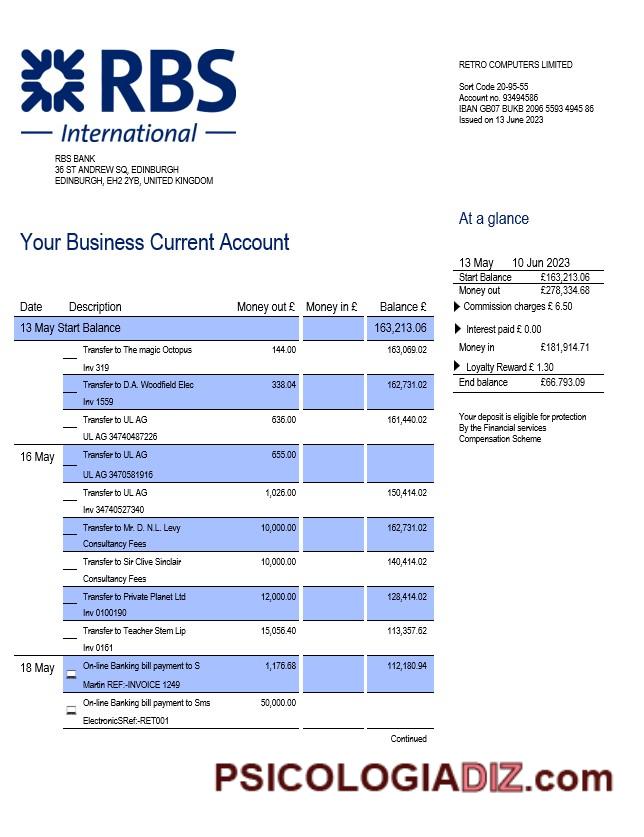 RBS
International
RBS BANK
36 ST ANDREW SQ, EDINBURGH
EDINBURGH, EH2 2YB, UNITED KINGDOM
RETRO COMPUTERS LIMITED
Sort Code 20-95-55
Account no. 93494586
IBAN GB07 BUKB 2096 5593 4945 86
Issued on 13 June 2023
Your Business Current Account
At a glance
13 May 10 Jun 2023
Start Balance £163,213.06
Money out £278,334.68
Commission charges £ 6.50
Interest paid £ 0.00
Money in £181,914.71
Loyalty Reward £ 1.30
End balance £66.793.09
Your deposit is eligible for protection
By the Financial services
Compensation Scheme
Date Description Money out £ Money in £ Balance £
13 May Start Balance 163,213.06
Transfer to The magic Octopus 144.00 163,069.02
Inv 319
Transfer to D.A. Woodfield Elec 338.04 162,731.02
Inv 1559
Transfer to UL AG 636.00 161,440.02
UL AG 34740487226
16 May Transfer to UL AG 655.00
UL AG 3470581916
Transfer to UL AG 1,026.00 150,414.02
Inv 34740527340
Transfer to Mr. D. N.L. Levy 10,000.00 162,731.02
Consultancy Fees
Transfer to Sir Clive Sinclair 10,000.00 140,414.02
Consultancy Fees
Transfer to Private Planet Ltd 12,000.00 128,414.02
Inv 0100190
Transfer to Teacher Stem Lip 15,056.40 113,357.62
Inv 0161
18 May On-line Banking bill payment to S 1,176.68 112,180.94
Martin REF:-INVOICE 1249
On-line Banking bill payment to Sms 50,000.00
ElectronicSRef:-RET001
Continued
PSICOLOGIADIZ.com